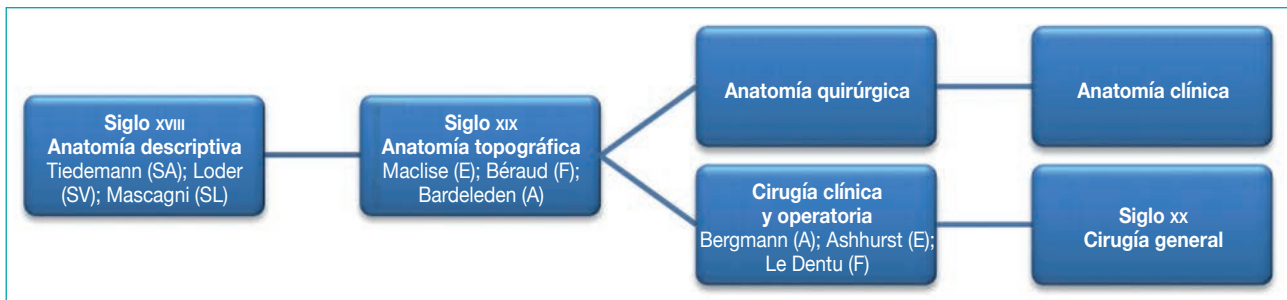 Siglo XVIII
Anatomía descriptiva
Tiedemann (SA); Loder
(SV); Mascagni (SL)
Siglo XIX
Anatomía topográfica
Maclise (E); Béraud (F);
Bardeleden (A)
Anatomía quirúrgica
Anatomía clínica
Cirugía clínica
y operatoria
Bergmann (A); Ashhurst (E);
Le Dentu (F)
Siglo XX
Cirugía general